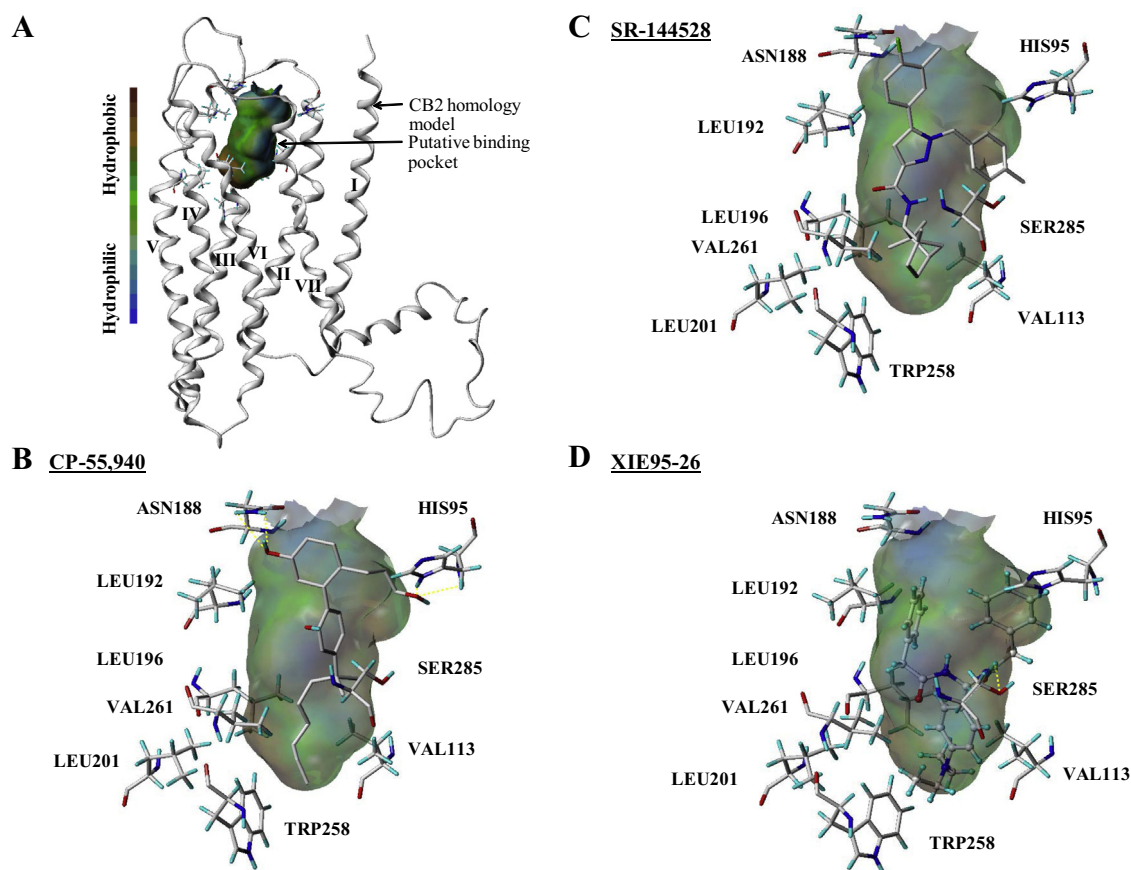 A
Hydrophobic
Hydrophilic
CB2 homology
model
Putative binding
pocket
I
IV
V
III
VI
II
VII
B CP-55,940
ASN188
HIS95
LEU192
LEU196
SER285
VAL261
LEU201
VAL113
TRP258
C SR-144528
ASN188
HIS95
LEU192
LEU196
VAL261
SER285
LEU201
VAL113
TRP258
D XIE95-26
ASN188
HIS95
LEU192
LEU196
SER285
VAL261
LEU201
VAL113
TRP258